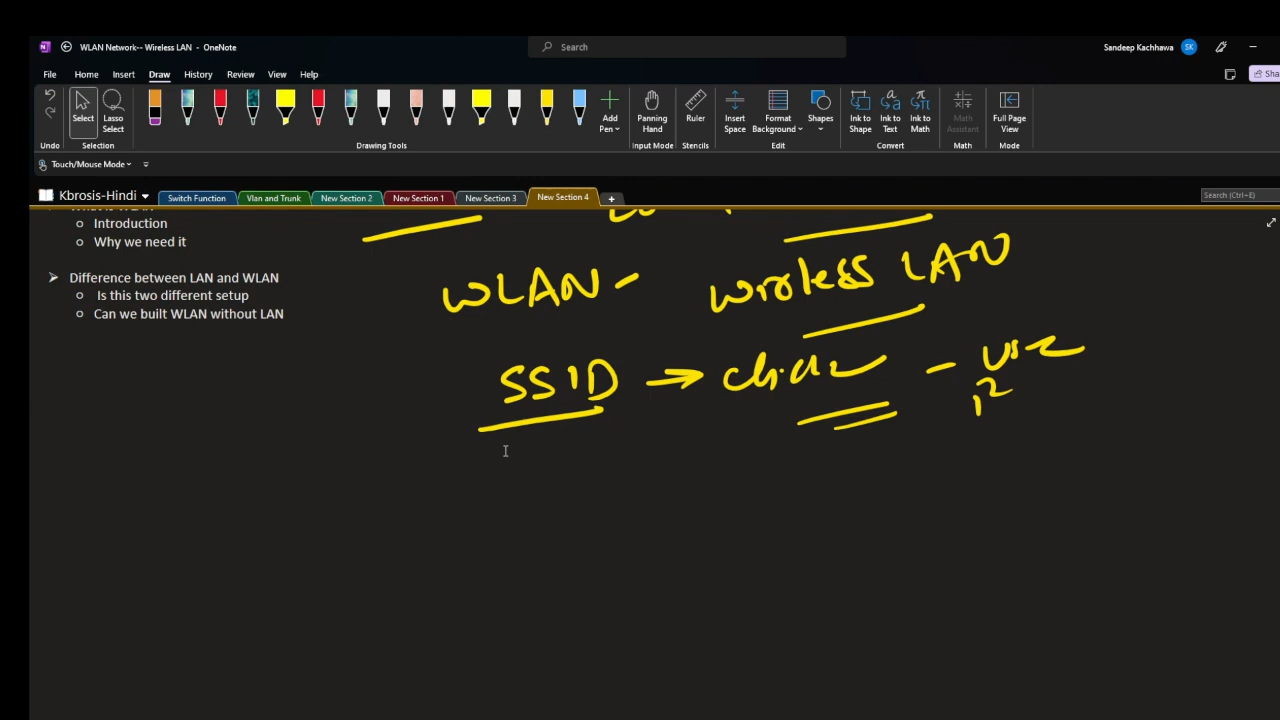 WLAN Network-- Wireless LAN - OneNote
Search
Sandeep Kachhawa SK
File Home Insert Draw History Review View Help
Sha
Select
Lasso Select
Add Pen
Panning Hand
Ruler
Insert Space
Format Background
Shapes
Ink to Shape
Ink to Text
Ink to Math
Math Assistant
Full Page View
Undo Selection Drawing Tools Input Mode Stencils Edit Convert Math Mode
Touch/Mouse Mode
Kbrosis-Hindi Switch Function Vlan and Trunk New Section 2 New Section 1 New Section 3 New Section 4 +
Search (Ctrl+E)
Introduction
Why we need it
Difference between LAN and WLAN
Is this two different setup
Can we built WLAN without LAN
WLAN - Wireless LAN
SSID → - use